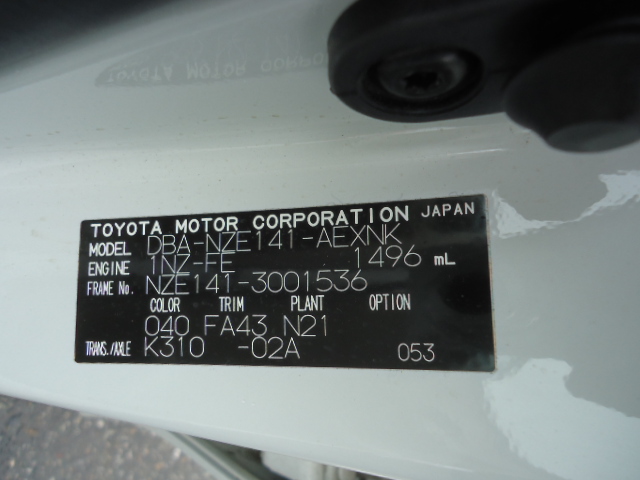 TOYOTA MOTOR CORPORATION JAPAN
MODEL DBA-NZE141-AEXNK
ENGINE 1NZ-FE 1496 mL
FRAME No. NZE141-3001536
COLOR TRIM PLANT OPTION
040 FA43 N21
TRANS./AXLE K310 -02A 053